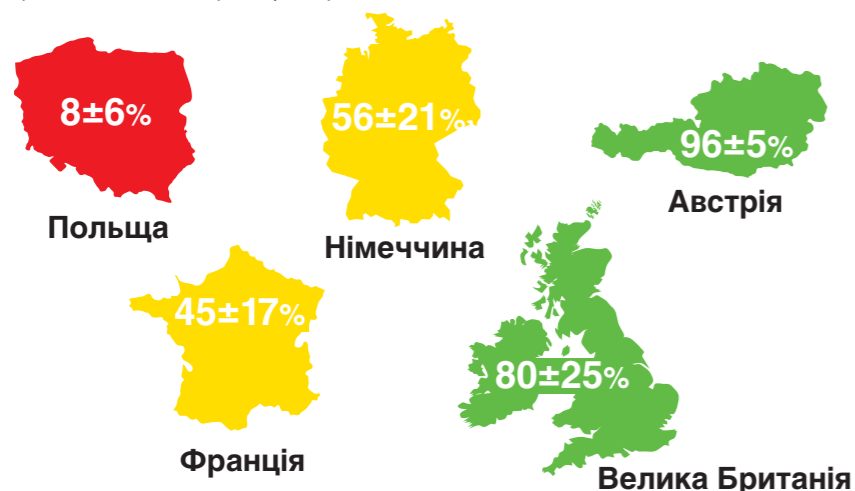 8±6%
Польща
56±21%
Німеччина
96±5%
Австрія
45±17%
Франція
80±25%
Велика Британія